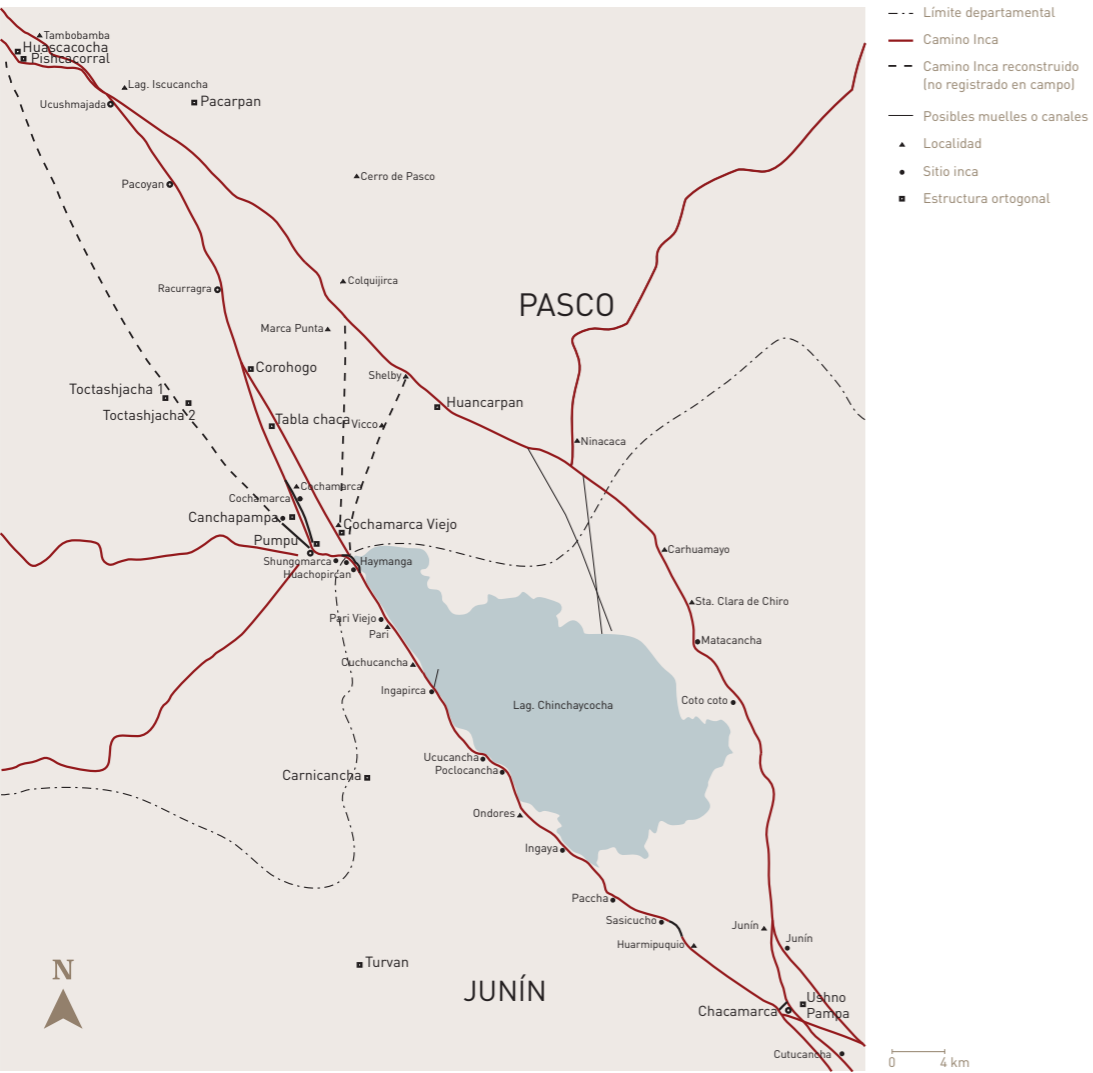 Límite departamental
Camino Inca
Camino Inca reconstruido
(no registrado en campo)
Posibles muelles o canales
Localidad
Sitio inca
Estructura ortogonal
Tambobamba
Huascacocha
Pishcacorral
Lag. Iscucancha
Ucushmajada
Pacarpan
Cerro de Pasco
Pacoyan
Colquijirca
Racurragra
PASCO
Marca Punta
Corohogo
Shelby
Toctashjacha 1
Huancarpan
Toctashjacha 2
Tabla chaca
Vicco
Ninacaca
Cochamarca
Cochamarca
Canchapampa
Cochamarca Viejo
Pumpu
Carhuamayo
Shungomarca
Haymanga
Huachopircan
Sta. Clara de Chiro
Pari Viejo
Pari
Matacancha
Cuchucancha
Ingapirca
Coto coto
Lag. Chinchaycocha
Ucucancha
Poclocancha
Carnicancha
Ondores
Ingaya
Paccha
Sasicucho
Junín
Junín
Huarmipuquio
Turvan
N
JUNÍN
Ushno
Pampa
Chacamarca
Cutucancha
0 4 km